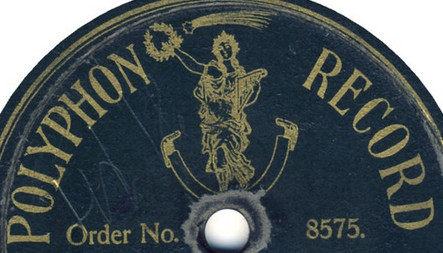 POLYPHON RECORD
Order No. 8575.